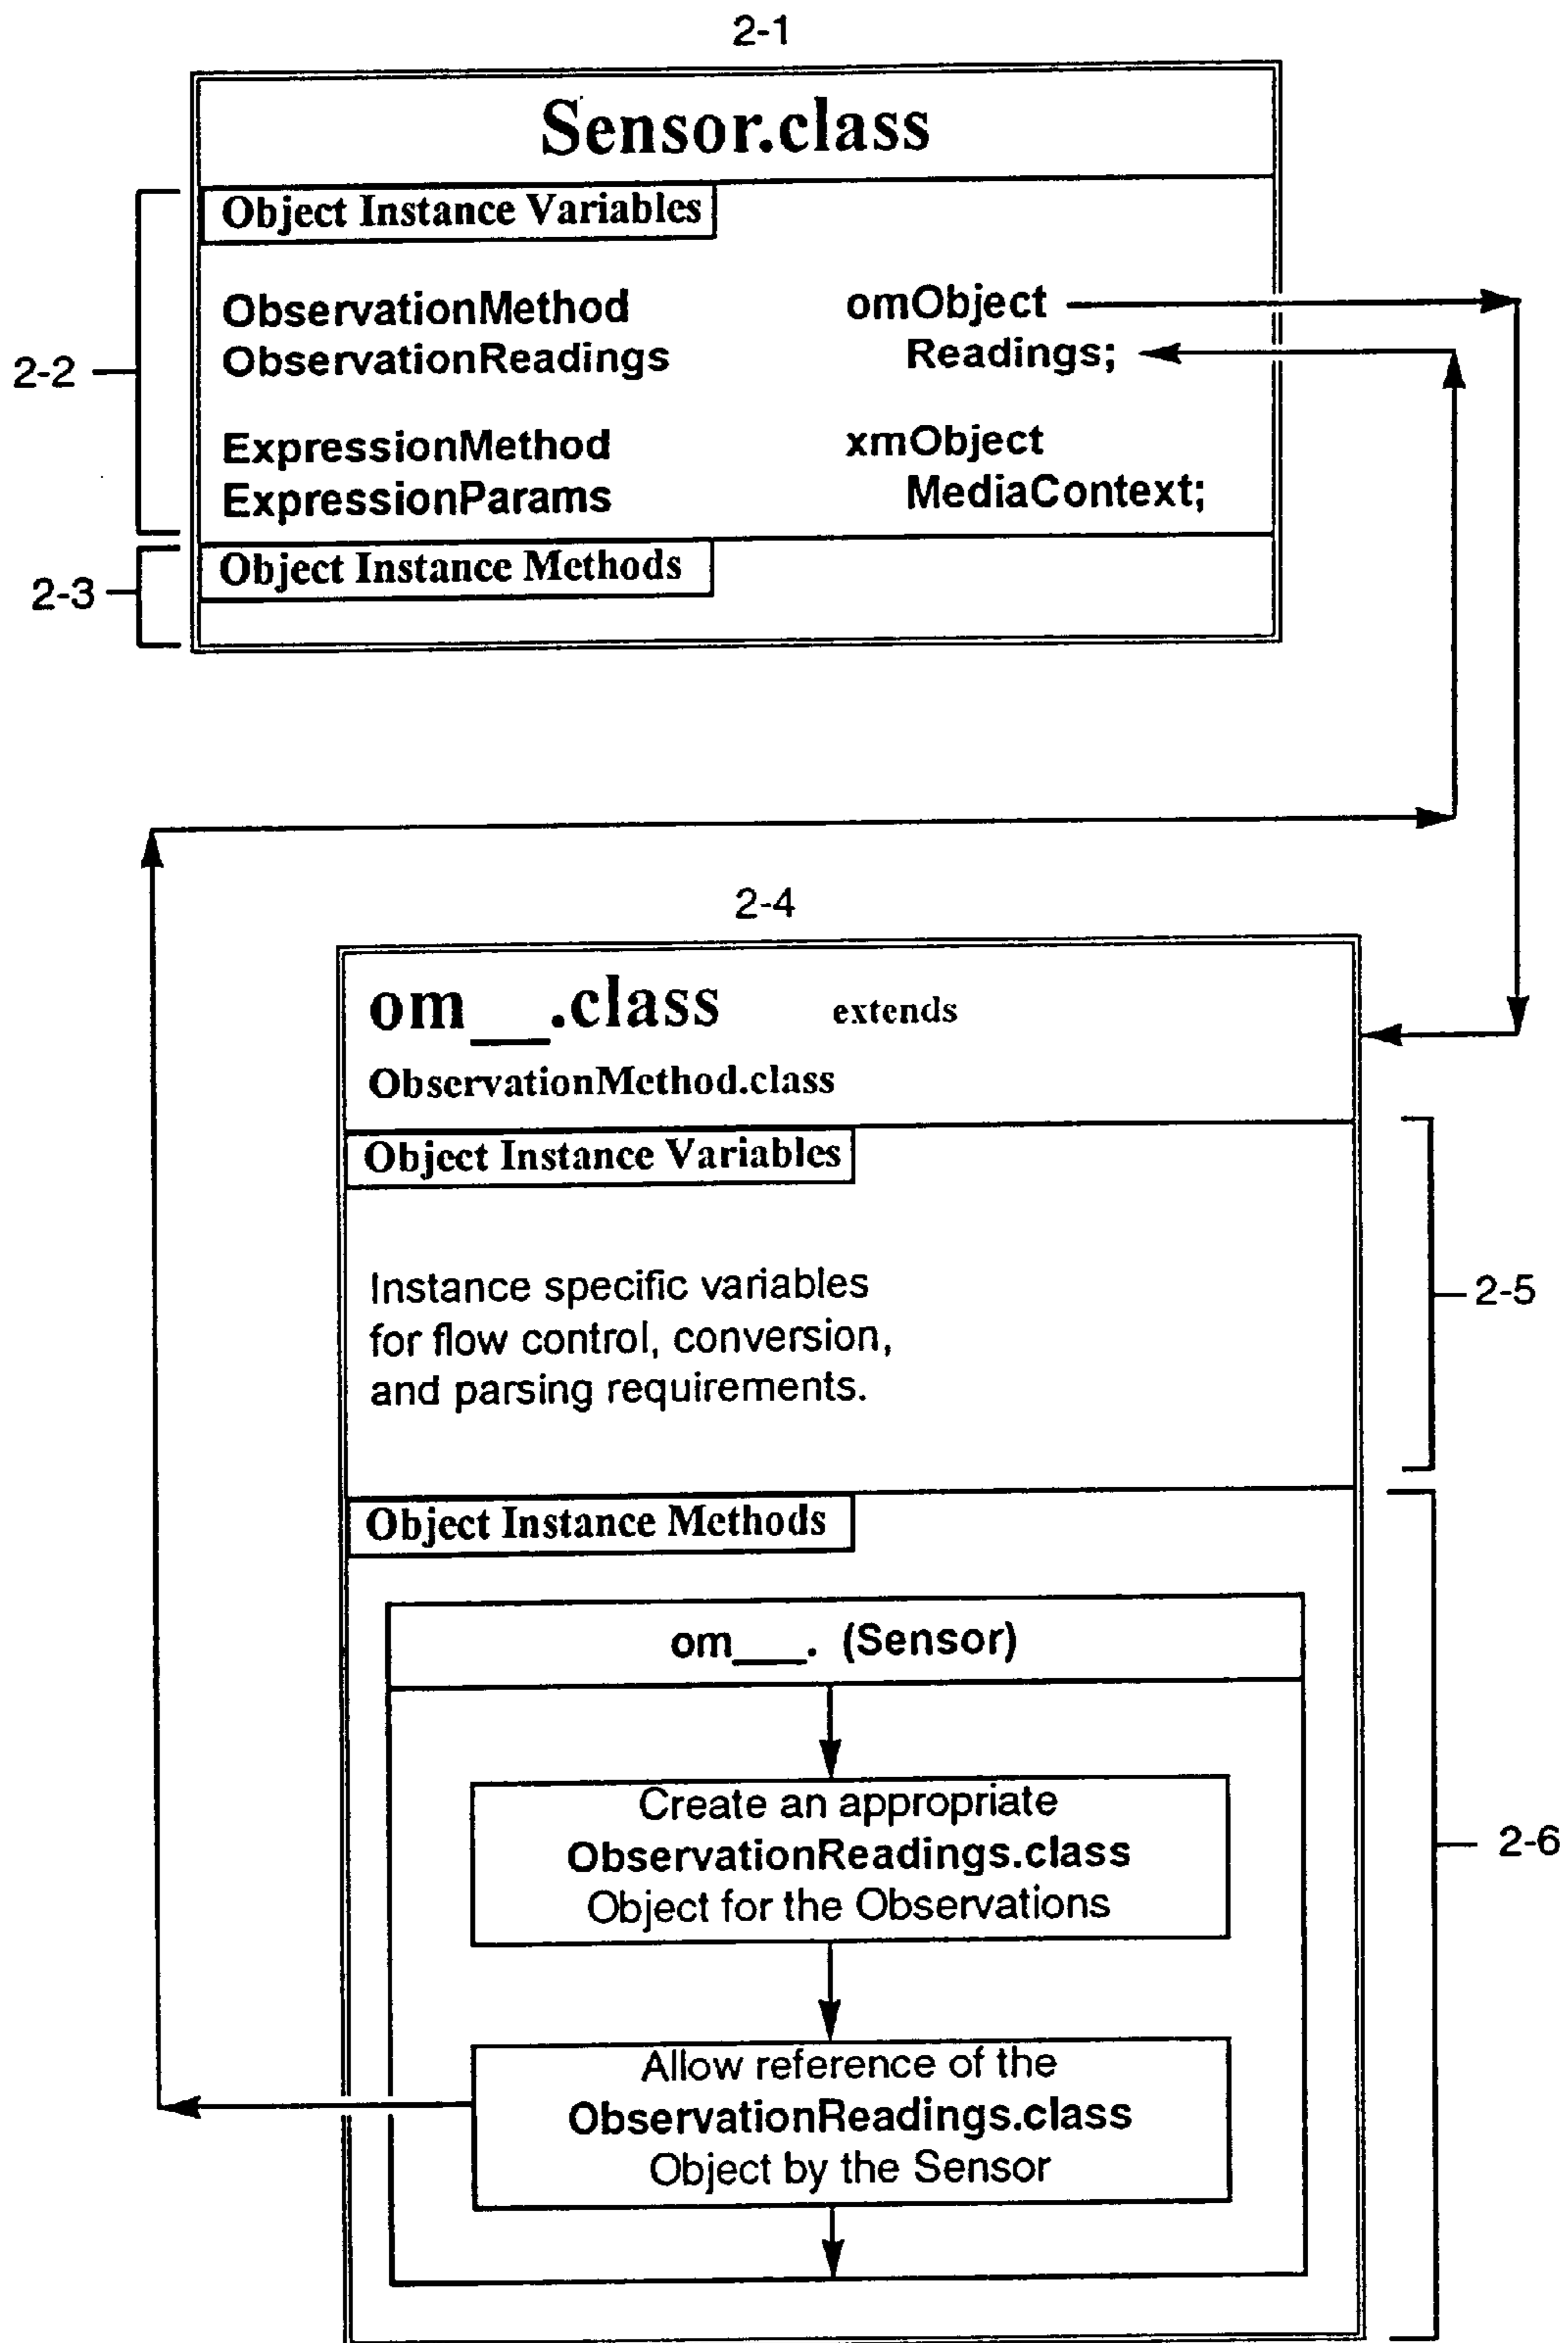 2-1
Sensor.class
Object Instance Variables
ObservationMethod omObject
ObservationReadings Readings;
2-2
ExpressionMethod xmObject
ExpressionParams MediaContext;
Object Instance Methods
2-3
2-4
om__.class extends
ObservationMethod.class
Object Instance Variables
Instance specific variables
for flow control, conversion,
and parsing requirements.
2-5
Object Instance Methods
om___. (Sensor)
Create an appropriate
ObservationReadings.class
Object for the Observations
2-6
Allow reference of the
ObservationReadings.class
Object by the Sensor